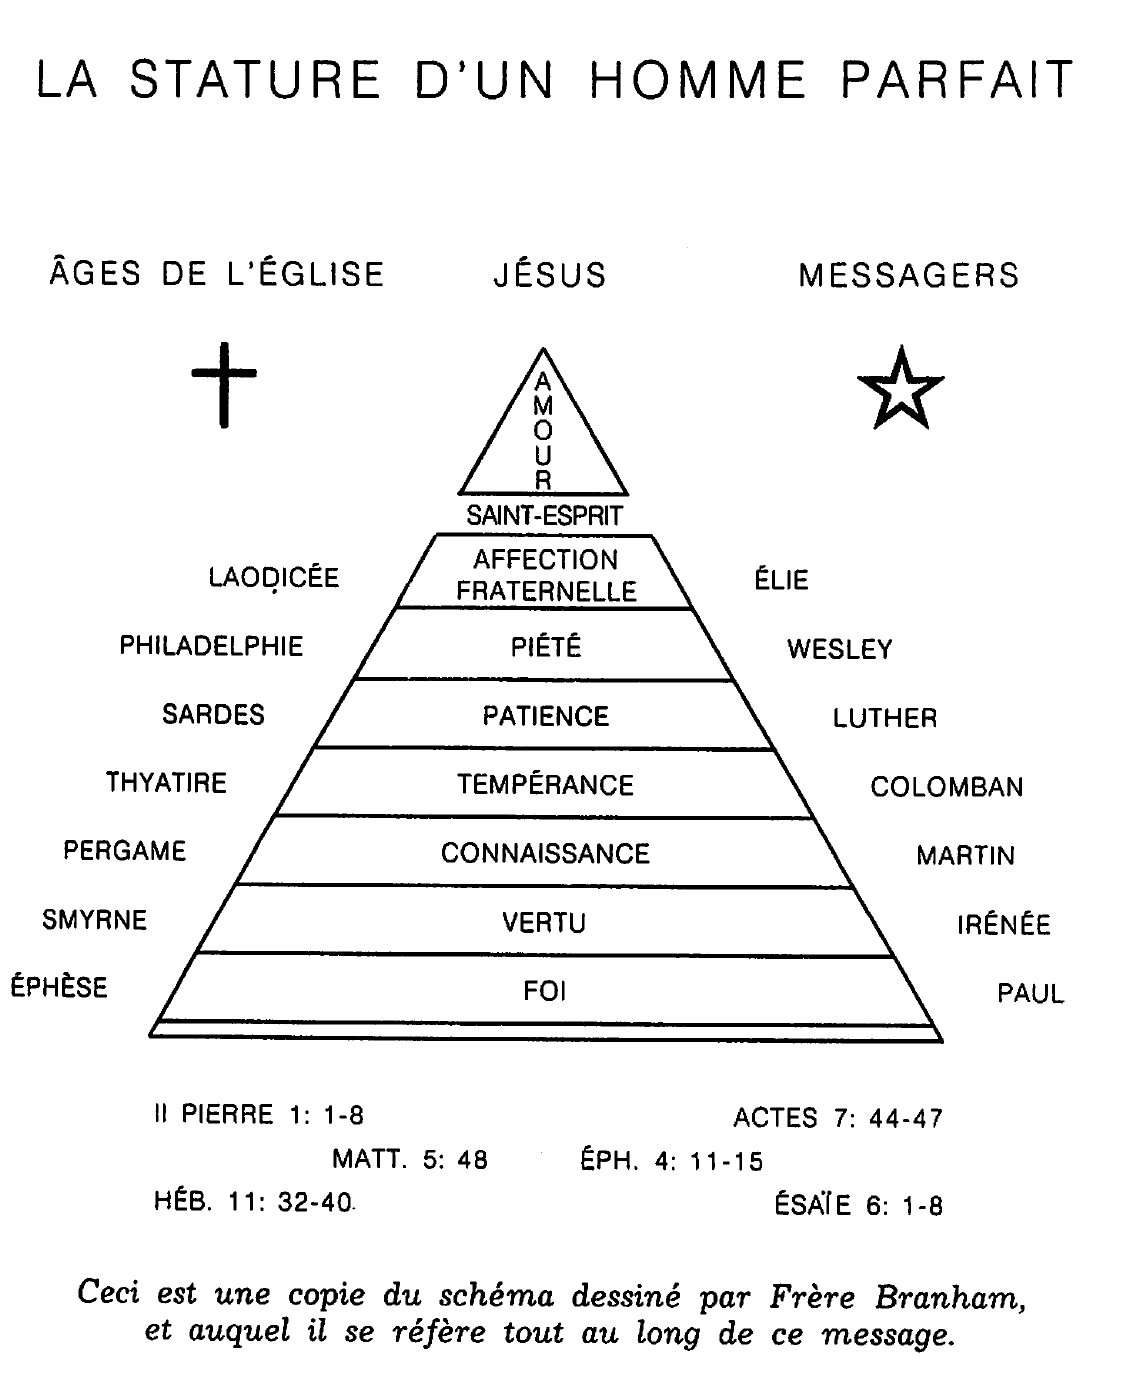 LA STATURE D'UN HOMME PARFAIT
ÂGES DE L'ÉGLISE JÉSUS MESSAGERS
A
M
O
U
R
SAINT-ESPRIT
LAODICÉE AFFECTION FRATERNELLE ÉLIE
PHILADELPHIE PIÉTÉ WESLEY
SARDES PATIENCE LUTHER
THYATIRE TEMPÉRANCE COLOMBAN
PERGAME CONNAISSANCE MARTIN
SMYRNE VERTU IRÉNÉE
ÉPHÈSE FOI PAUL
II PIERRE 1: 1-8 ACTES 7: 44-47
MATT. 5: 48 ÉPH. 4: 11-15
HÉB. 11: 32-40. ÉSAÏE 6: 1-8
Ceci est une copie du schéma dessiné par Frère Branham,
et auquel il se réfère tout au long de ce message.